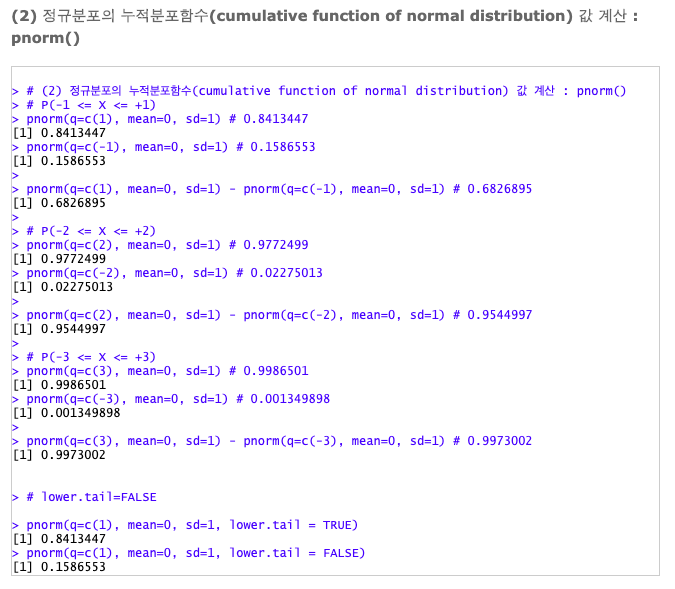 (2) 정규분포의 누적분포함수(cumulative function of normal distribution) 값 계산 :
pnorm()
> # (2) 정규분포의 누적분포함수(cumulative function of normal distribution) 값 계산 : pnorm()
> # P(-1 <= X <= +1)
> pnorm(q=c(1), mean=0, sd=1) # 0.8413447
[1] 0.8413447
> pnorm(q=c(-1), mean=0, sd=1) # 0.1586553
[1] 0.1586553
>
> pnorm(q=c(1), mean=0, sd=1) - pnorm(q=c(-1), mean=0, sd=1) # 0.6826895
[1] 0.6826895
>
> # P(-2 <= X <= +2)
> pnorm(q=c(2), mean=0, sd=1) # 0.9772499
[1] 0.9772499
> pnorm(q=c(-2), mean=0, sd=1) # 0.02275013
[1] 0.02275013
>
> pnorm(q=c(2), mean=0, sd=1) - pnorm(q=c(-2), mean=0, sd=1) # 0.9544997
[1] 0.9544997
>
> # P(-3 <= X <= +3)
> pnorm(q=c(3), mean=0, sd=1) # 0.9986501
[1] 0.9986501
> pnorm(q=c(-3), mean=0, sd=1) # 0.001349898
[1] 0.001349898
>
> pnorm(q=c(3), mean=0, sd=1) - pnorm(q=c(-3), mean=0, sd=1) # 0.9973002
[1] 0.9973002
> # lower.tail=FALSE
> pnorm(q=c(1), mean=0, sd=1, lower.tail = TRUE)
[1] 0.8413447
> pnorm(q=c(1), mean=0, sd=1, lower.tail = FALSE)
[1] 0.1586553